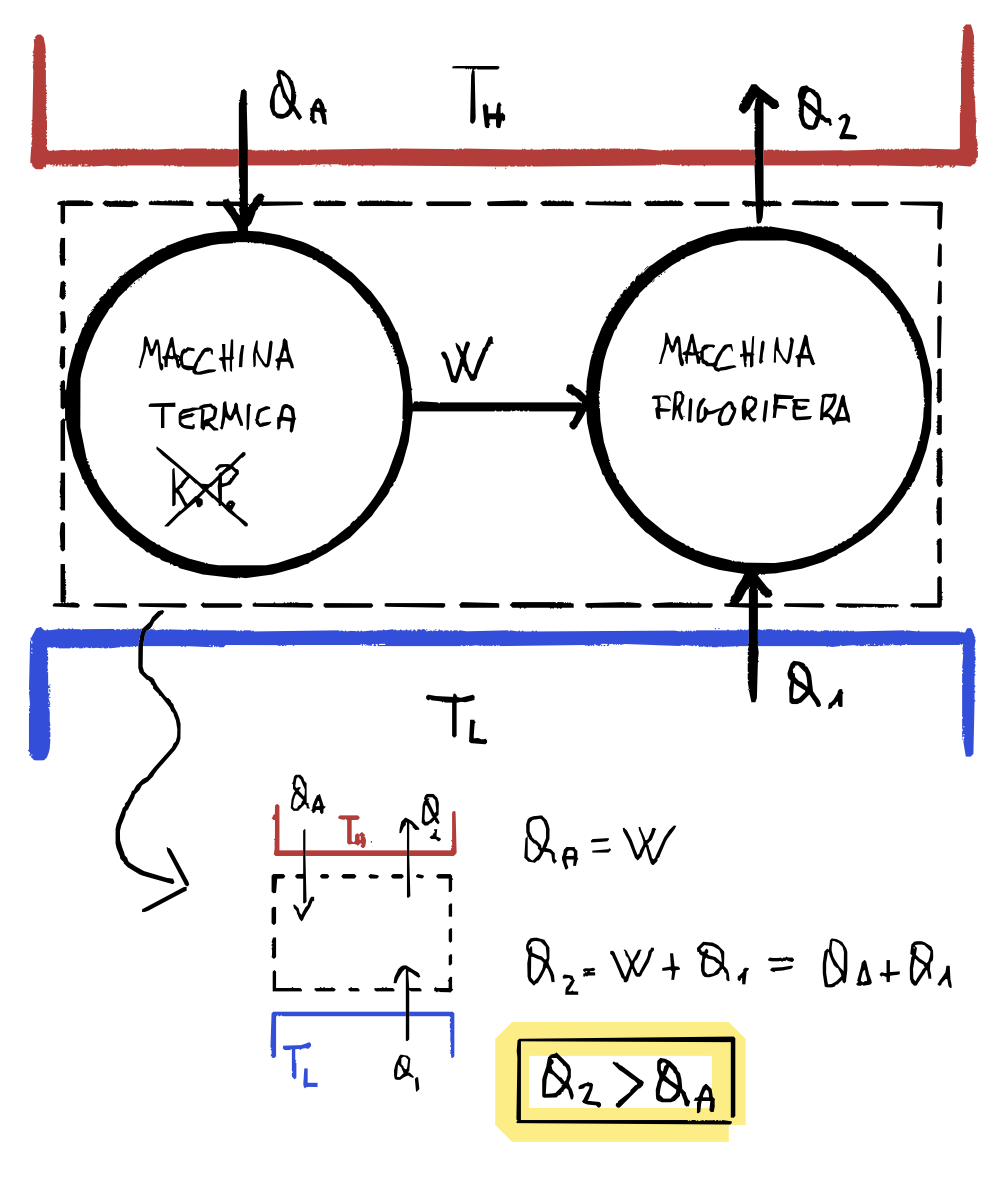 Q_A T_H Q_2
MACCHINA
TERMICA
K.P.
W
MACCHINA
FRIGORIFERA
T_L Q_1
Q_A T_H Q_2
T_L Q_1
Q_A = W
Q_2 = W + Q_1 = Q_A + Q_1
Q_2 > Q_A